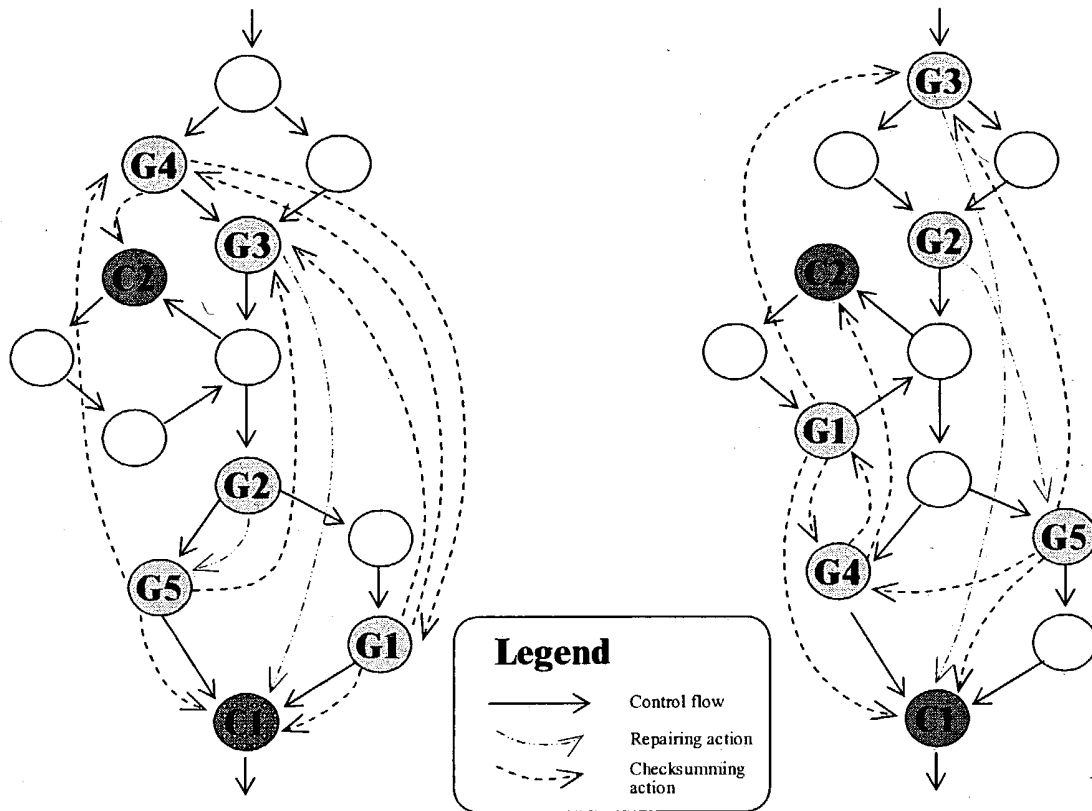 G3
G4
G3
G2
C2
C2
G1
G2
G5
G5
G4
G1
Legend
Control flow
Repairing action
Checksumming
action
C1
C1